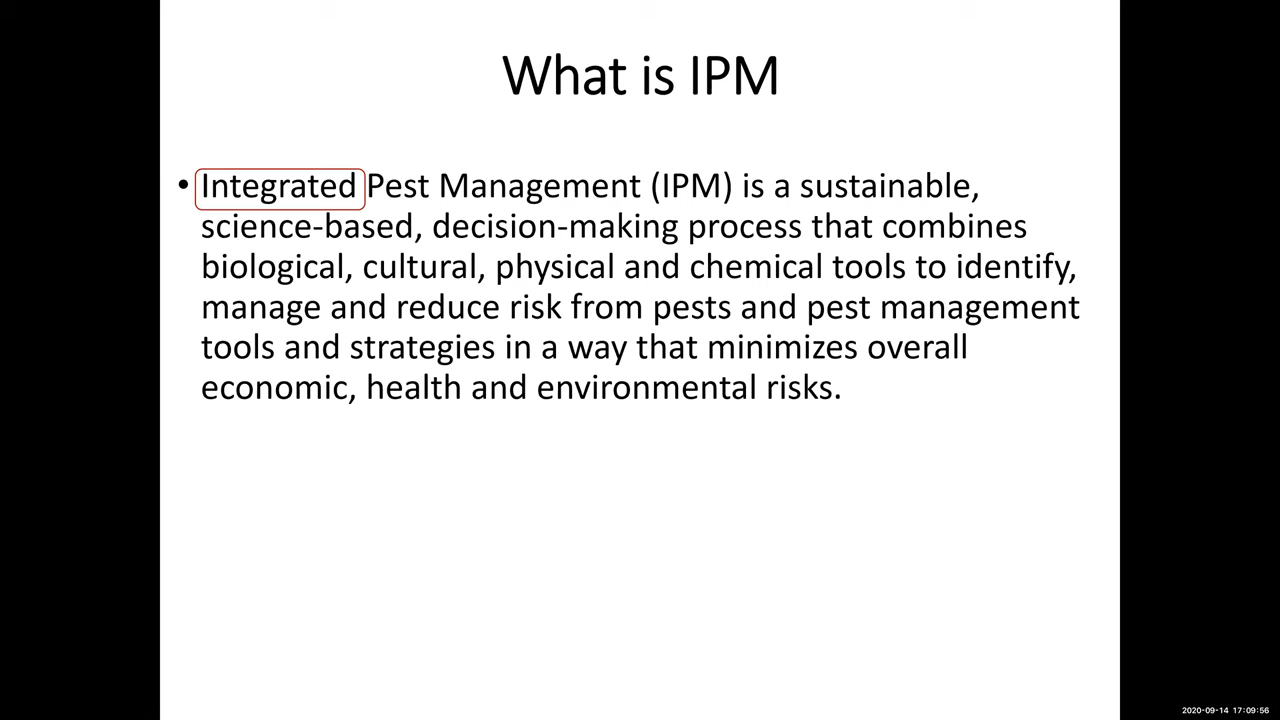 What is IPM
• Integrated Pest Management (IPM) is a sustainable,
science-based, decision-making process that combines
biological, cultural, physical and chemical tools to identify,
manage and reduce risk from pests and pest management
tools and strategies in a way that minimizes overall
economic, health and environmental risks.
2020-09-14 17:09:56